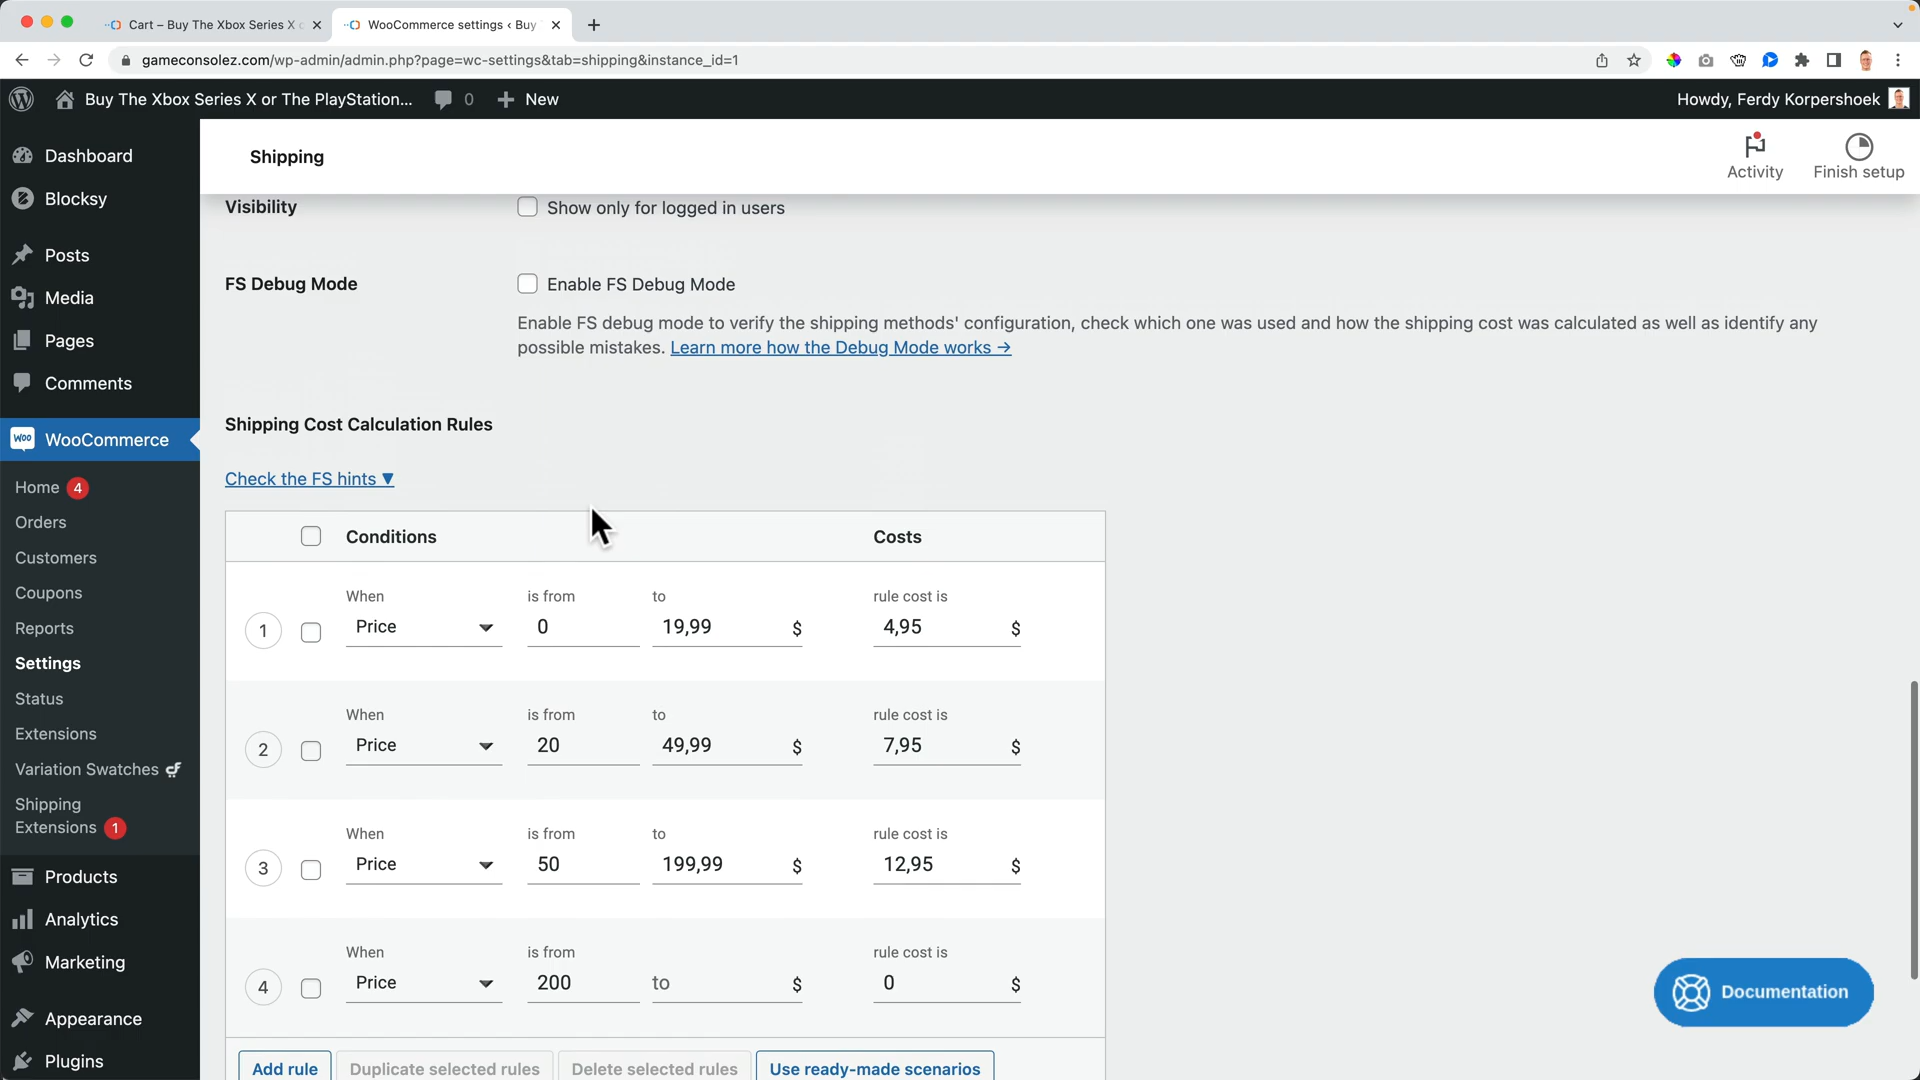 Cart – Buy The Xbox Series X
WooCommerce settings ‹ Buy
gameconsolez.com/wp-admin/admin.php?page=wc-settings&tab=shipping&instance_id=1
Buy The Xbox Series X or The PlayStation... 0 New
Howdy, Ferdy Korpershoek
Dashboard
Blocksy
Posts
Media
Pages
Comments
WooCommerce
Home 4
Orders
Customers
Coupons
Reports
Settings
Status
Extensions
Variation Swatches
Shipping
Extensions 1
Products
Analytics
Marketing
Appearance
Plugins
Shipping
Activity
Finish setup
Visibility
Show only for logged in users
FS Debug Mode
Enable FS Debug Mode
Enable FS debug mode to verify the shipping methods' configuration, check which one was used and how the shipping cost was calculated as well as identify any
possible mistakes. Learn more how the Debug Mode works →
Shipping Cost Calculation Rules
Check the FS hints ▼
Conditions Costs
When is from to rule cost is
1 Price 0 19,99 $ 4,95 $
When is from to rule cost is
2 Price 20 49,99 $ 7,95 $
When is from to rule cost is
3 Price 50 199,99 $ 12,95 $
When is from rule cost is
4 Price 200 to $ 0 $
Add rule Duplicate selected rules Delete selected rules Use ready-made scenarios
Documentation